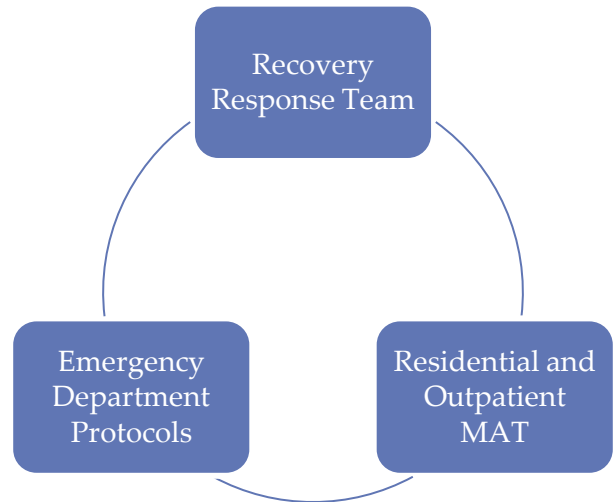 Recovery
Response Team
Emergency
Department
Protocols
Residential and
Outpatient
MAT